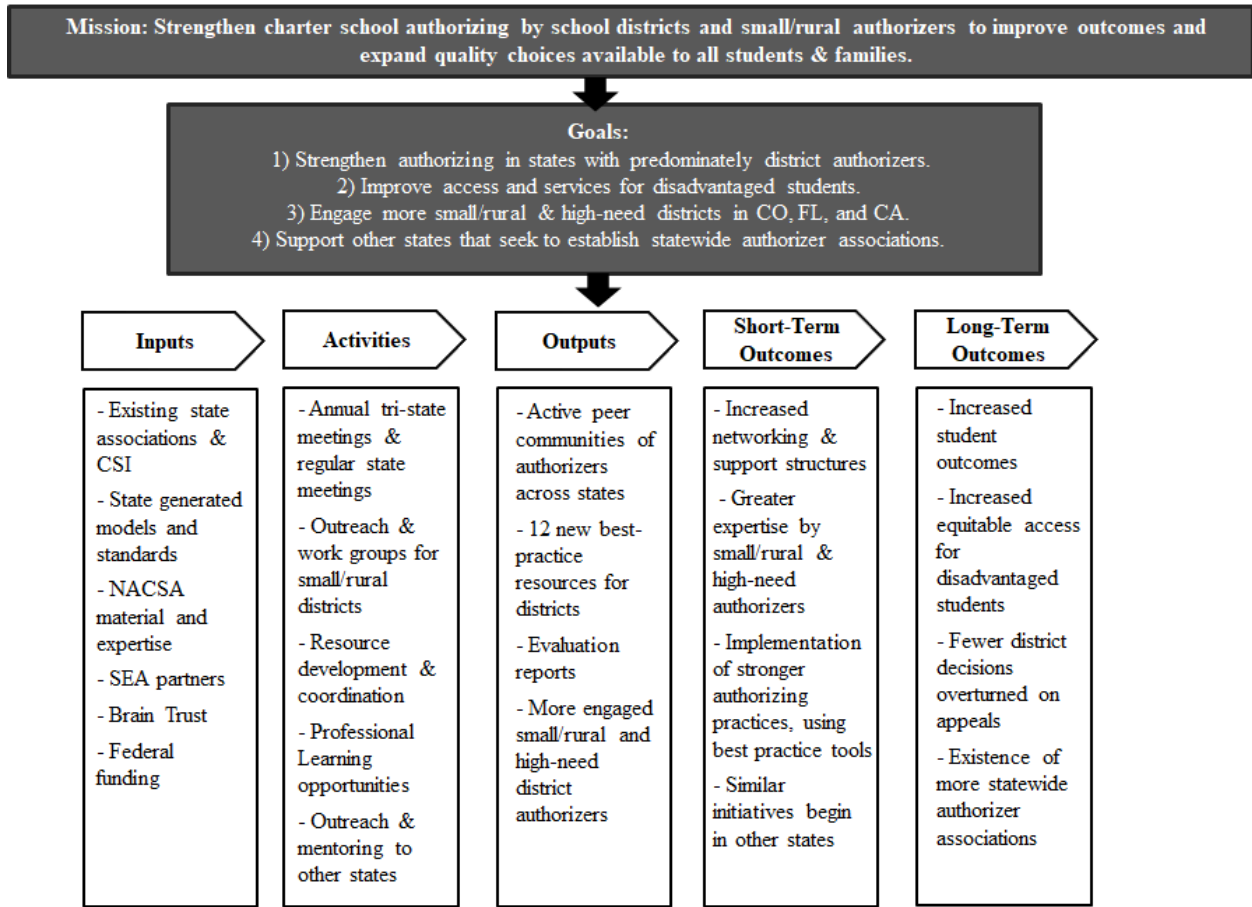 Mission: Strengthen charter school authorizing by school districts and small/rural authorizers to improve outcomes and
expand quality choices available to all students & families.
Goals:
1) Strengthen authorizing in states with predominately district authorizers.
2) Improve access and services for disadvantaged students.
3) Engage more small/rural & high-need districts in CO, FL, and CA.
4) Support other states that seek to establish statewide authorizer associations.
Inputs
Activities
Outputs
Short-Term
Outcomes
Long-Term
Outcomes
- Existing state
associations &
CSI
- State generated
models and
standards
- NACSA
material and
expertise
- SEA partners
- Brain Trust
- Federal
funding
- Annual tri-state
meetings &
regular state
meetings
- Outreach &
work groups for
small/rural
districts
- Resource
development &
coordination
- Professional
Learning
opportunities
- Outreach &
mentoring to
other states
- Active peer
communities of
authorizers
across states
- 12 new best-
practice
resources for
districts
- Evaluation
reports
- More engaged
small/rural and
high-need
district
authorizers
- Increased
networking &
support structures
- Greater
expertise by
small/rural &
high-need
authorizers
- Implementation
of stronger
authorizing
practices, using
best practice tools
- Similar
initiatives begin
in other states
- Increased
student
outcomes
- Increased
equitable access
for
disadvantaged
students
- Fewer district
decisions
overturned on
appeals
- Existence of
more statewide
authorizer
associations